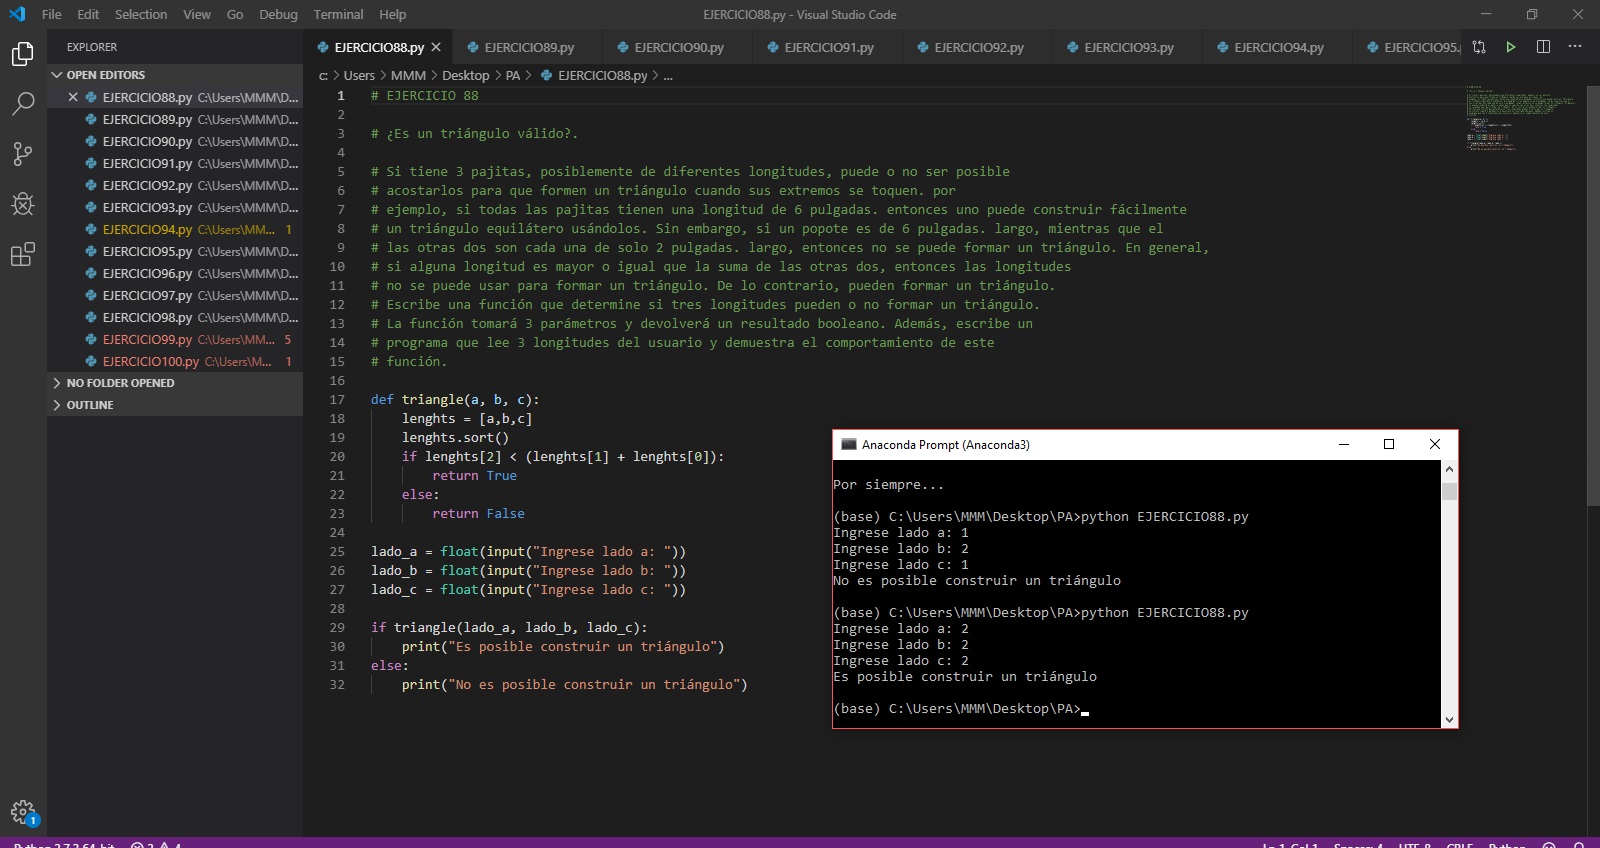 File Edit Selection View Go Debug Terminal Help
EJERCICIO88.py - Visual Studio Code
EXPLORER
OPEN EDITORS
EJERCICIO88.py C:\Users\MMM\D...
EJERCICIO89.py C:\Users\MMM\D...
EJERCICIO90.py C:\Users\MMM\D...
EJERCICIO91.py C:\Users\MMM\D...
EJERCICIO92.py C:\Users\MMM\D...
EJERCICIO93.py C:\Users\MMM\D...
EJERCICIO94.py C:\Users\MM... 1
EJERCICIO95.py C:\Users\MMM\D...
EJERCICIO96.py C:\Users\MMM\D...
EJERCICIO97.py C:\Users\MMM\D...
EJERCICIO98.py C:\Users\MMM\D...
EJERCICIO99.py C:\Users\MM... 5
EJERCICIO100.py C:\Users\M... 1
NO FOLDER OPENED
OUTLINE
1
EJERCICIO88.py EJERCICIO89.py EJERCICIO90.py EJERCICIO91.py EJERCICIO92.py EJERCICIO93.py EJERCICIO94.py EJERCICIO95.
c: > Users > MMM > Desktop > PA > EJERCICIO88.py > ...
1 # EJERCICIO 88
2
3 # ¿Es un triángulo válido?.
4
5 # Si tiene 3 pajitas, posiblemente de diferentes longitudes, puede o no ser posible
6 # acostarlos para que formen un triángulo cuando sus extremos se toquen. por
7 # ejemplo, si todas las pajitas tienen una longitud de 6 pulgadas. entonces uno puede construir fácilmente
8 # un triángulo equilátero usándolos. Sin embargo, si un popote es de 6 pulgadas. largo, mientras que el
9 # las otras dos son cada una de solo 2 pulgadas. largo, entonces no se puede formar un triángulo. En general,
10 # si alguna longitud es mayor o igual que la suma de las otras dos, entonces las longitudes
11 # no se puede usar para formar un triángulo. De lo contrario, pueden formar un triángulo.
12 # Escribe una función que determine si tres longitudes pueden o no formar un triángulo.
13 # La función tomará 3 parámetros y devolverá un resultado booleano. Además, escribe un
14 # programa que lee 3 longitudes del usuario y demuestra el comportamiento de este
15 # función.
16
17 def triangle(a, b, c):
18 lenghts = [a,b,c]
19 lenghts.sort()
20 if lenghts[2] < (lenghts[1] + lenghts[0]):
21 return True
22 else:
23 return False
24
25 lado_a = float(input("Ingrese lado a: "))
26 lado_b = float(input("Ingrese lado b: "))
27 lado_c = float(input("Ingrese lado c: "))
28
29 if triangle(lado_a, lado_b, lado_c):
30 print("Es posible construir un triángulo")
31 else:
32 print("No es posible construir un triángulo")
Anaconda Prompt (Anaconda3)
Por siempre...
(base) C:\Users\MMM\Desktop\PA>python EJERCICIO88.py
Ingrese lado a: 1
Ingrese lado b: 2
Ingrese lado c: 1
No es posible construir un triángulo
(base) C:\Users\MMM\Desktop\PA>python EJERCICIO88.py
Ingrese lado a: 2
Ingrese lado b: 2
Ingrese lado c: 2
Es posible construir un triángulo
(base) C:\Users\MMM\Desktop\PA>